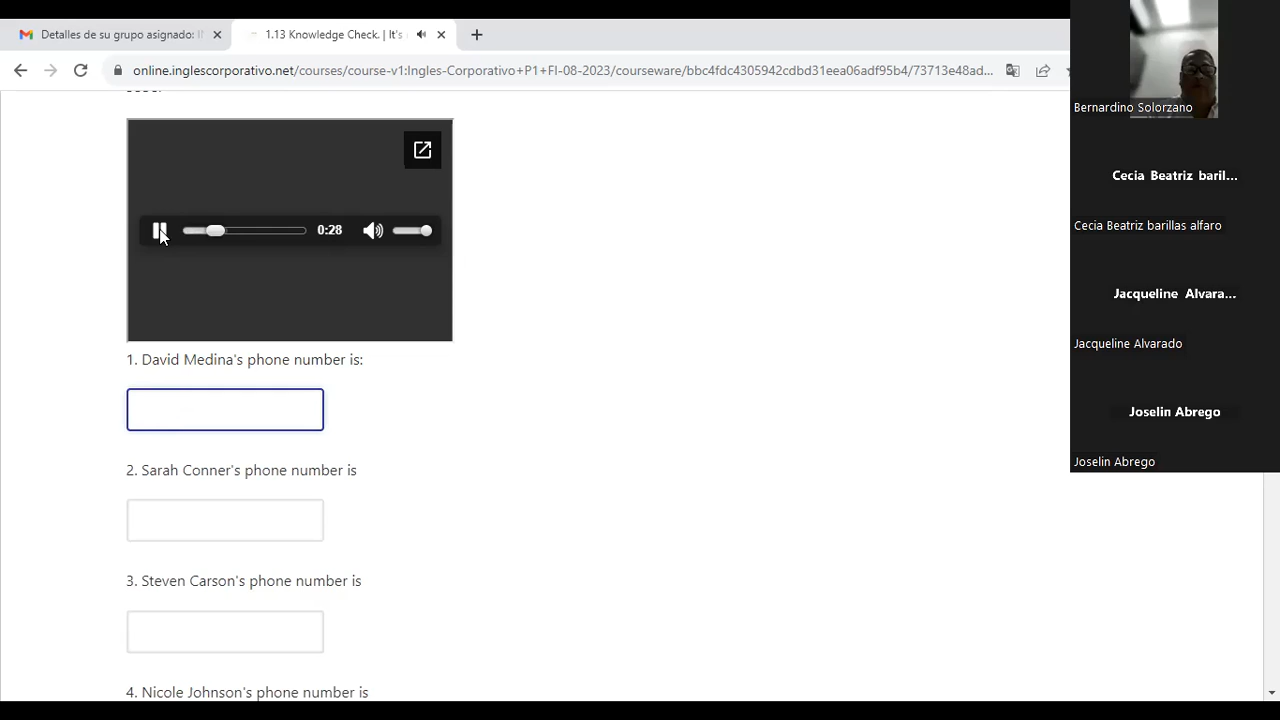 Detalles de su grupo asignado: I
1.13 Knowledge Check. | It's
online.inglescorporativo.net/courses/course-v1:Ingles-Corporativo+P1+FI-08-2023/courseware/bbc4fdc4305942cdbd31eea06adf95b4/73713e48ad...
0:28
1. David Medina's phone number is:
2. Sarah Conner's phone number is
3. Steven Carson's phone number is
4. Nicole Johnson's phone number is
Bernardino Solorzano
Cecia Beatriz baril...
Cecia Beatriz barillas alfaro
Jacqueline Alvara...
Jacqueline Alvarado
Joselin Abrego
Joselin Abrego